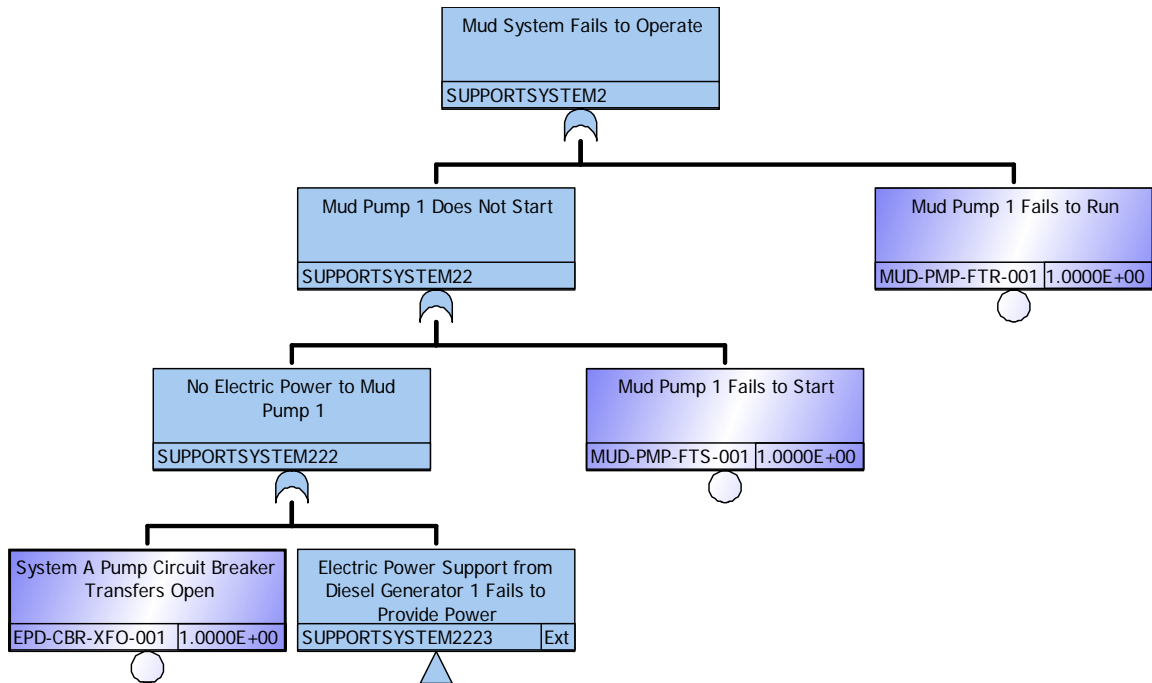 Mud System Fails to Operate
SUPPORTSYSTEM2
Mud Pump 1 Does Not Start
SUPPORTSYSTEM22
Mud Pump 1 Fails to Run
MUD-PMP-FTR-001 1.0000E+00
No Electric Power to Mud
Pump 1
SUPPORTSYSTEM222
Mud Pump 1 Fails to Start
MUD-PMP-FTS-001 1.0000E+00
System A Pump Circuit Breaker
Transfers Open
EPD-CBR-XFO-001 1.0000E+00
Electric Power Support from
Diesel Generator 1 Fails to
Provide Power
SUPPORTSYSTEM2223 Ext